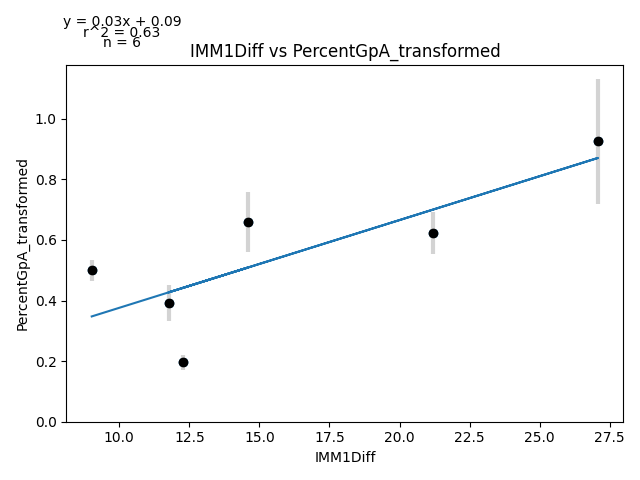 y = 0.03x + 0.09
r^2 = 0.63
n = 6
IMM1Diff vs PercentGpA_transformed
PercentGpA_transformed
1.0
0.8
0.6
0.4
0.2
0.0
10.0 12.5 15.0 17.5 20.0 22.5 25.0 27.5
IMM1Diff